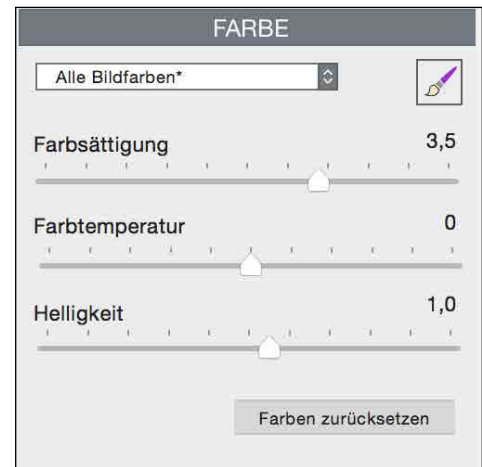 FARBE
Alle Bildfarben*
Farbsättigung 3,5
Farbtemperatur 0
Helligkeit 1,0
Farben zurücksetzen